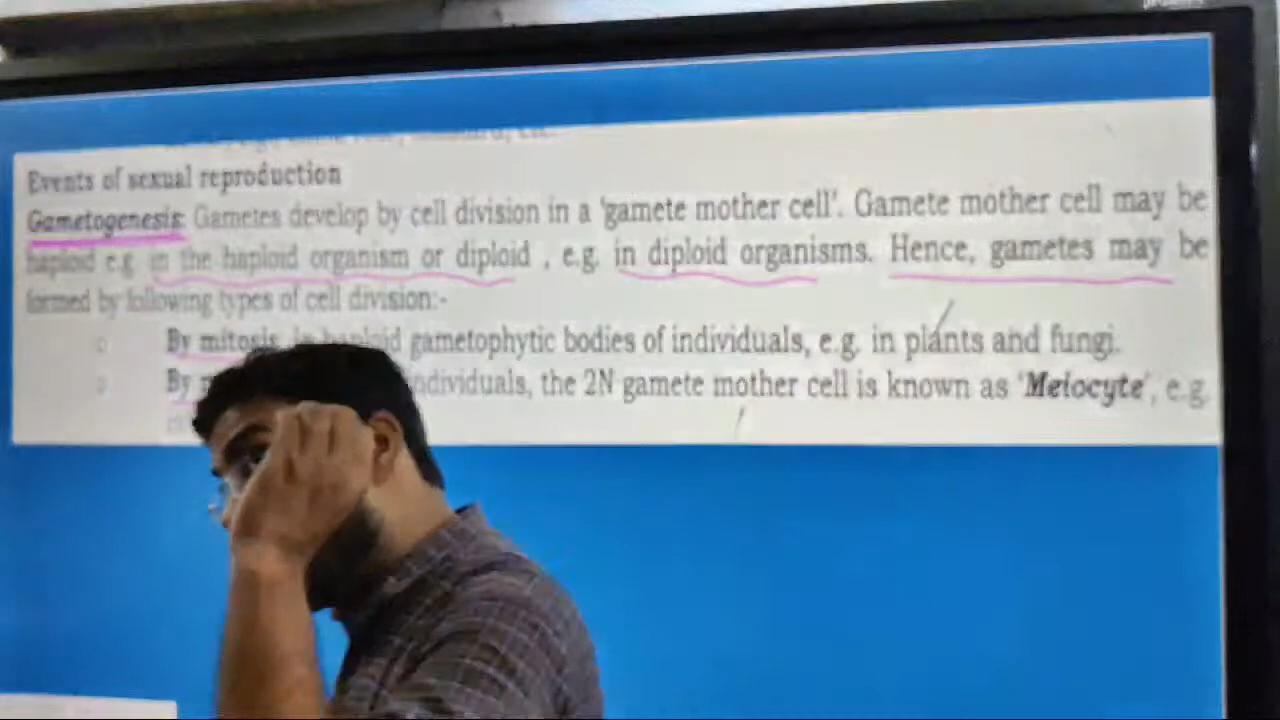 Events of sexual reproduction
Gametogenesis: Gametes develop by cell division in a 'gamete mother cell'. Gamete mother cell may be
haploid e.g. in the haploid organism or diploid , e.g. in diploid organisms. Hence, gametes may be
formed by following types of cell division:-
By mitosis in haploid gametophytic bodies of individuals, e.g. in plants and fungi.
By individuals, the 2N gamete mother cell is known as 'Meiocyte', e.g.